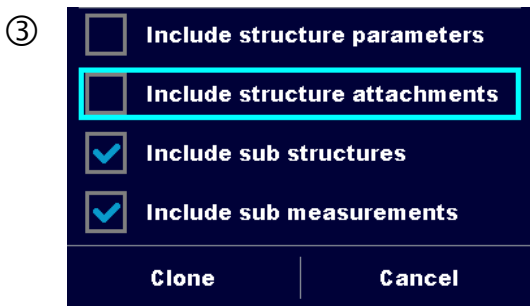 ③ Include structure parameters
Include structure attachments
Include sub structures
Include sub measurements
Clone Cancel